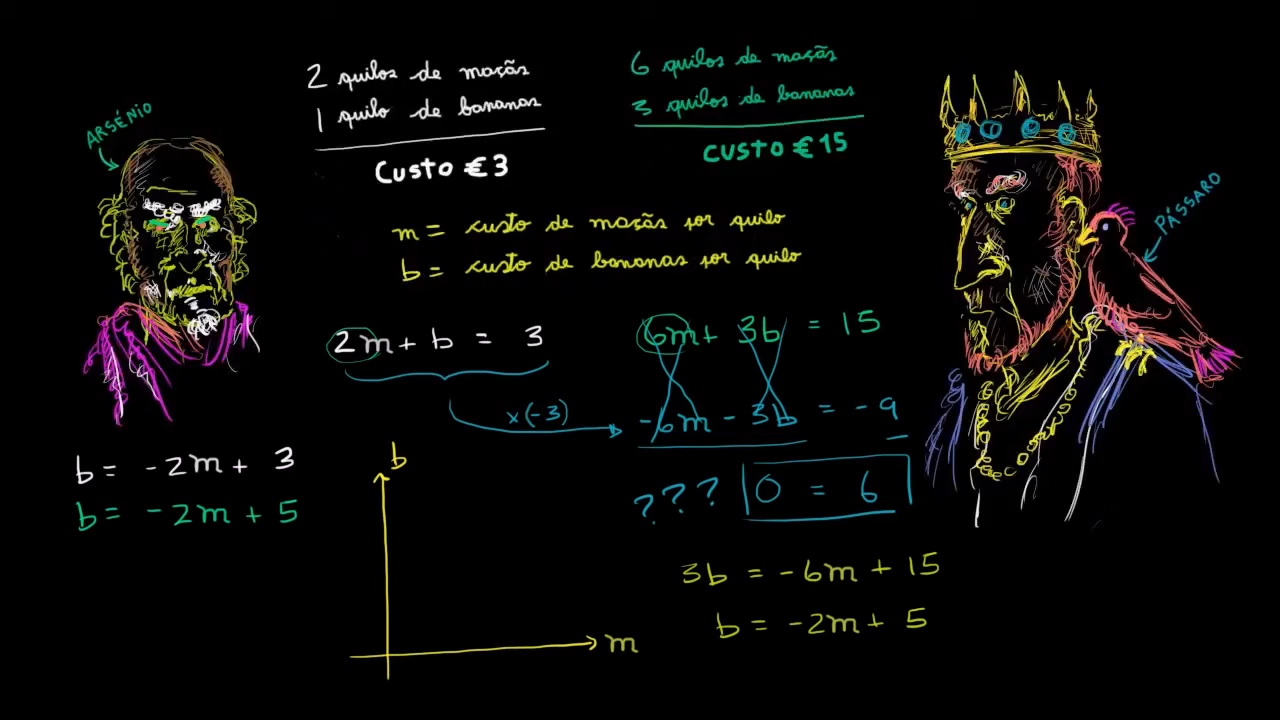 ARSÉNIO
2 quilos de maçãs
1 quilo de bananas
Custo €3
6 quilos de maçãs
3 quilos de bananas
Custo €15
m = custo de maçãs por quilo
b = custo de bananas por quilo
PÁSSARO
2m + b = 3
6m + 3b = 15
×(-3)
-6m - 3b = -9
??? 0 = 6
b = -2m + 3
b = -2m + 5
b
m
3b = -6m + 15
b = -2m + 5